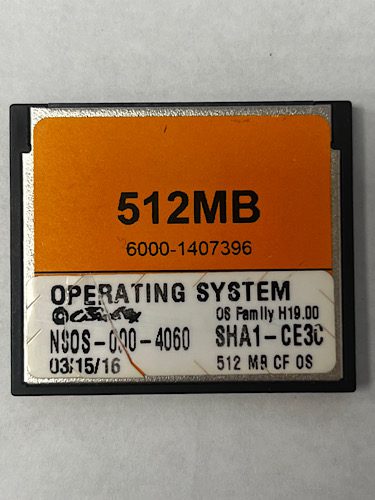 512MB
6000-1407396
OPERATING SYSTEM
© OS Family H19.00
NSOS-000-4060 SHA1-CE3C
03/15/16 512 MB CF OS